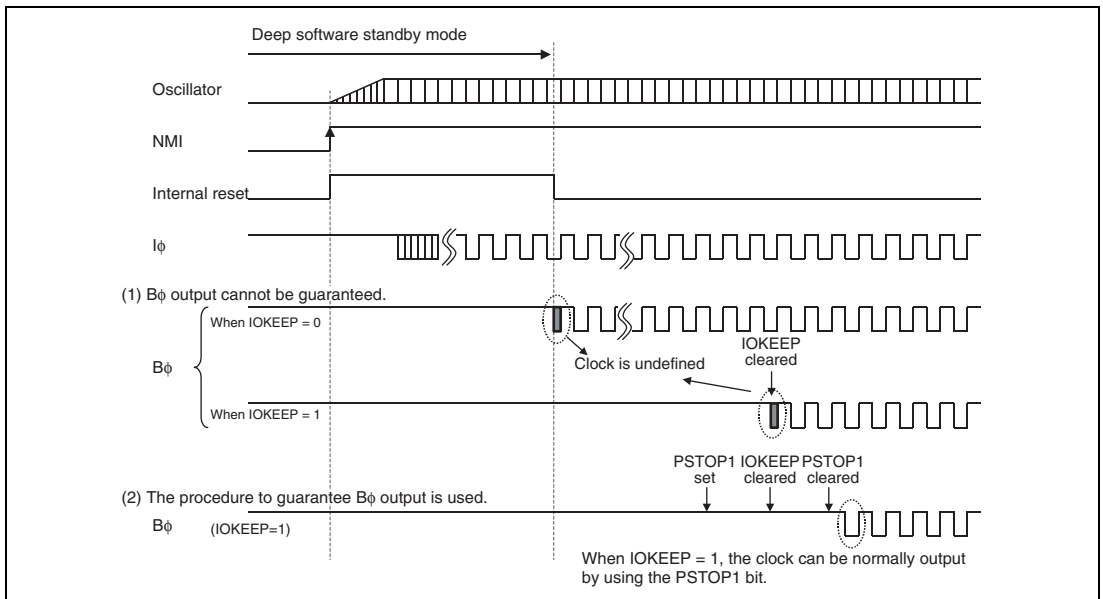 Deep software standby mode
Oscillator
NMI
Internal reset
Iϕ
(1) Bϕ output cannot be guaranteed.
When IOKEEP = 0
Bϕ
Clock is undefined
IOKEEP
cleared
When IOKEEP = 1
PSTOP1
set
IOKEEP
cleared
PSTOP1
cleared
(2) The procedure to guarantee Bϕ output is used.
Bϕ
(IOKEEP=1)
When IOKEEP = 1, the clock can be normally output
by using the PSTOP1 bit.